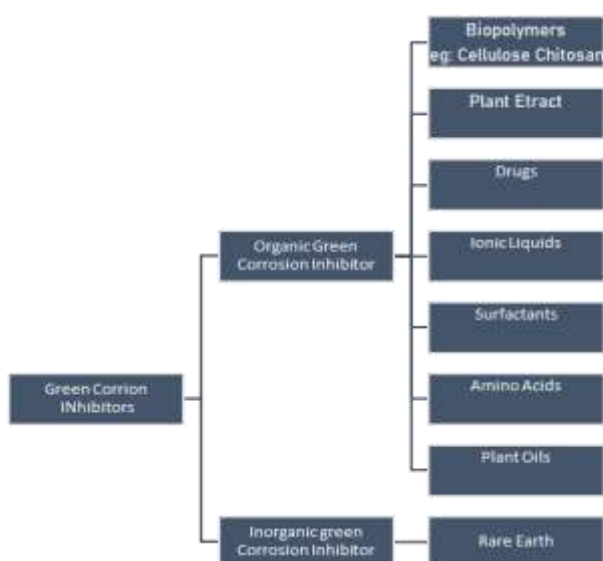 Biopolymers
eg: Cellulose Chitosan
Plant Etract
Drugs
Organic Green
Corrosion Inhibitor
Ionic Liquids
Surfactants
Green Corrion
INhibitors
Amino Acids
Plant Oils
Inorganic green
Corrosion Inhibitor
Rare Earth